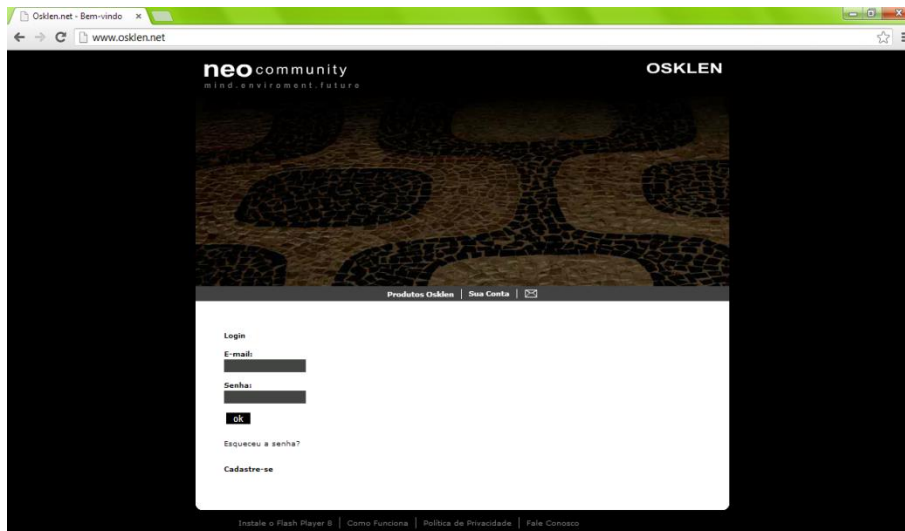 Osklen.net - Bem-vindo
www.osklen.net
neo community
OSKLEN
mind.enviroment.future
Produtos Osklen | Sua Conta |
Login
E-mail:
Senha:
ok
Esqueceu a senha?
Cadastre-se
Instale o Flash Player 8 | Como Funciona | Política de Privacidade | Fale Conosco